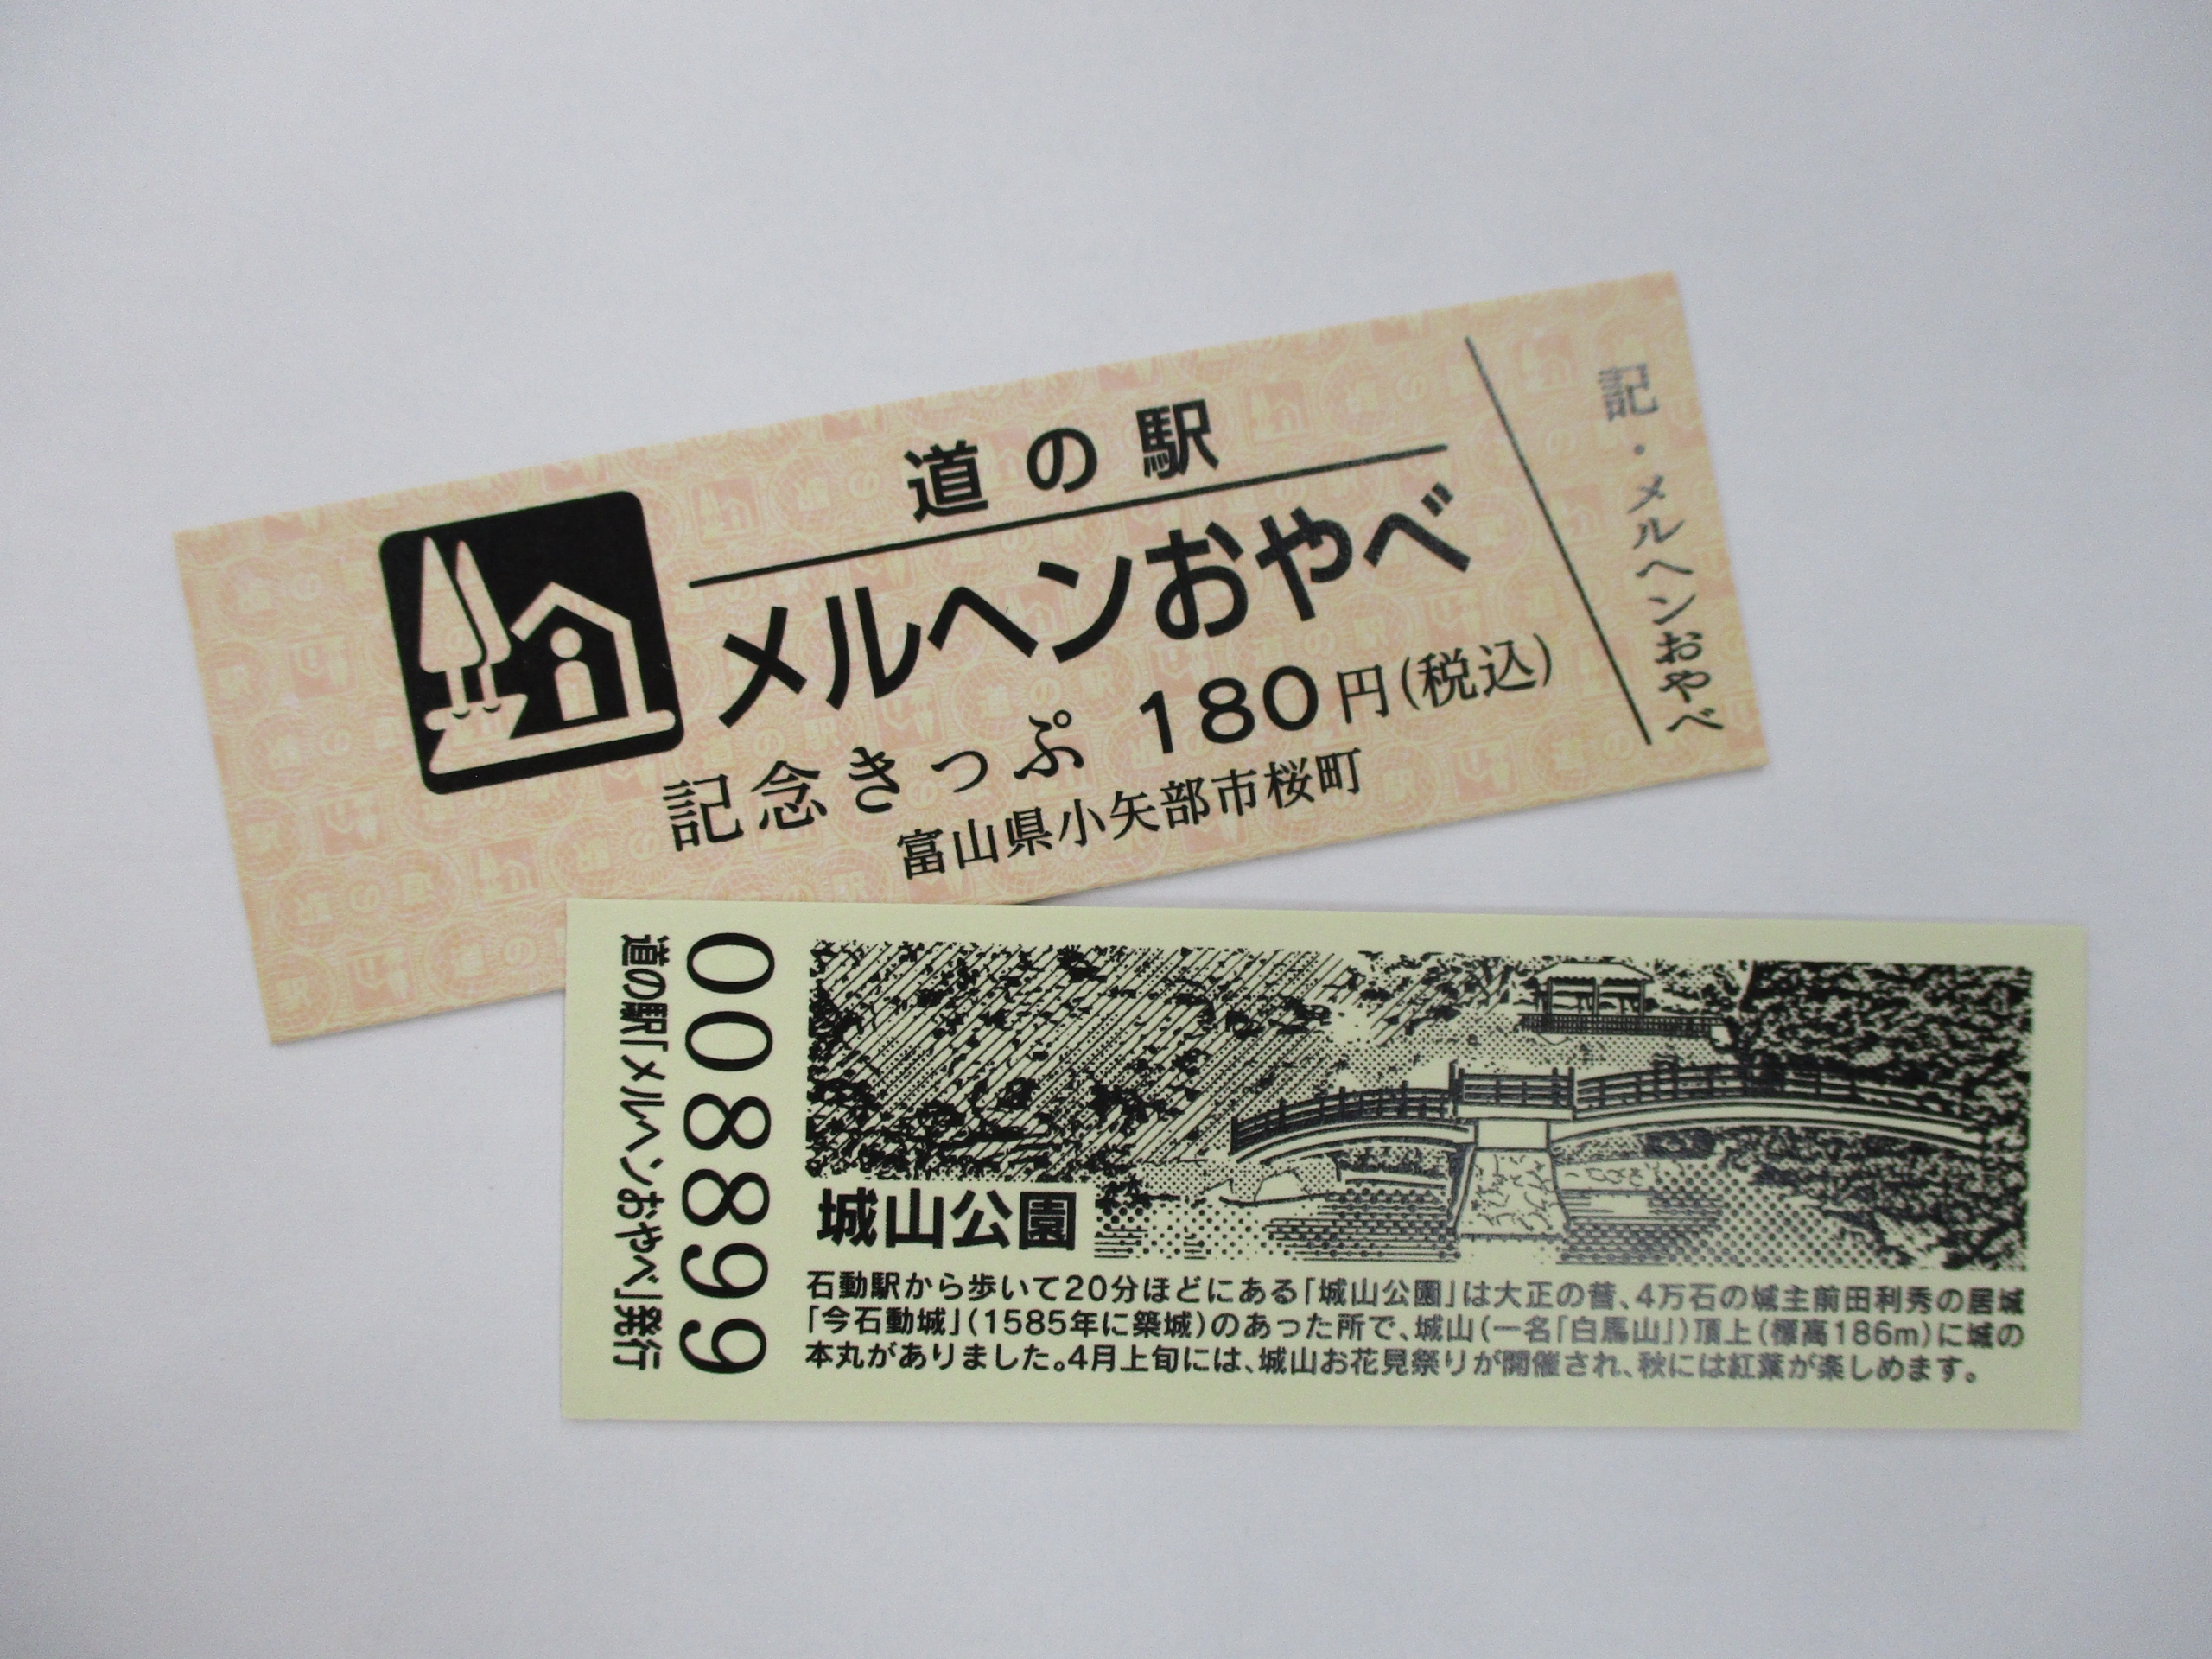 道の駅
メルヘンおやべ
記念きっぷ 180円(税込)
富山県小矢部市桜町
記・メルヘンおやべ
008899
道の駅「メルヘンおやべ」発行
城山公園
石動駅から歩いて20分ほどにある「城山公園」は大正の昔、4万石の城主前田利秀の居城
「今石動城」(1585年に築城)のあった所で、城山(一名「白馬山」)頂上(標高186m)に城の
本丸がありました。4月上旬には、城山お花見祭りが開催され、秋には紅葉が楽しめます。